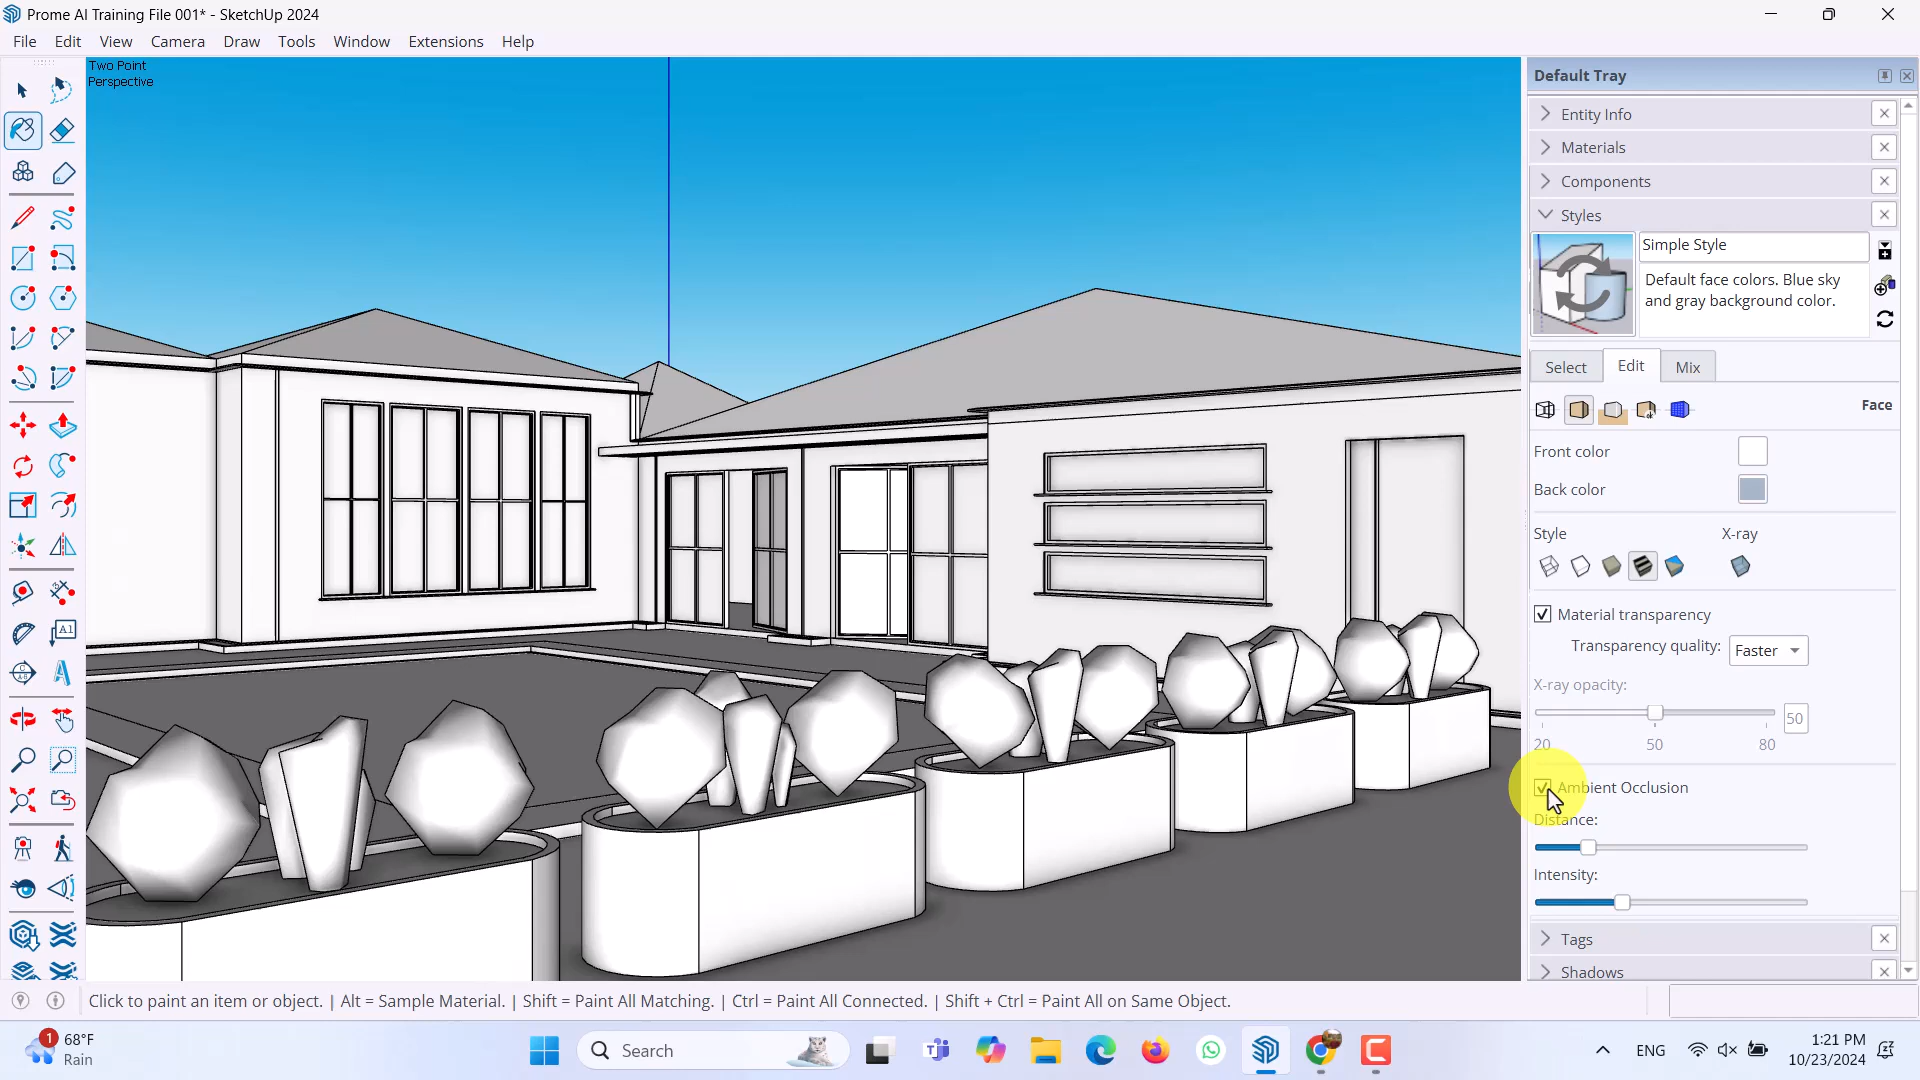 Prome AI Training File 001* - SketchUp 2024
File Edit View Camera Draw Tools Window Extensions Help
Two Point
Perspective
Default Tray
Entity Info
Materials
Components
Styles
Simple Style
Default face colors. Blue sky
and gray background color.
Select Edit Mix
Face
Front color
Back color
Style X-ray
Material transparency
Transparency quality: Faster
X-ray opacity:
50
20 50 80
Ambient Occlusion
Distance:
Intensity:
Tags
Shadows
Click to paint an item or object. | Alt = Sample Material. | Shift = Paint All Matching. | Ctrl = Paint All Connected. | Shift + Ctrl = Paint All on Same Object.
1
68°F
Rain
Search
ENG
1:21 PM
10/23/2024